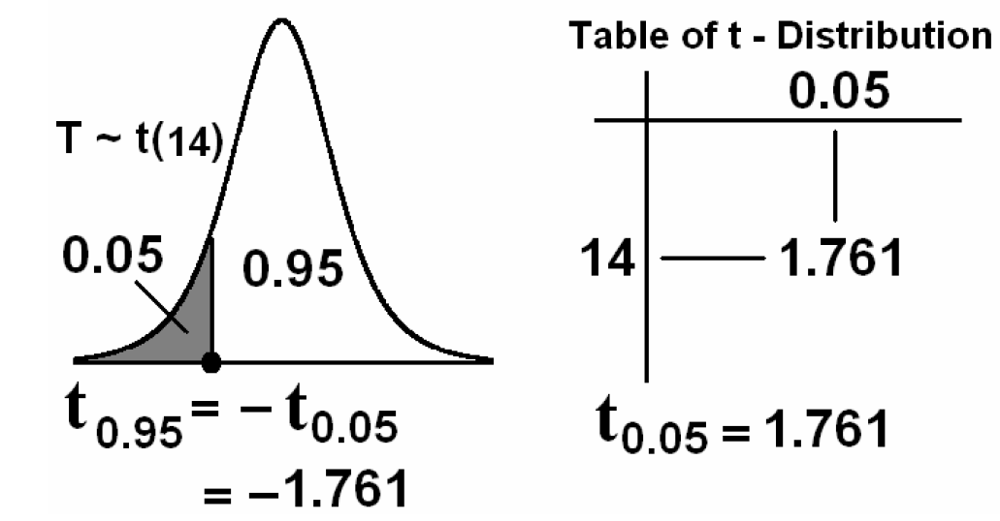 T ~ t(14)
0.05
0.95
t0.95 = – t0.05
= –1.761
Table of t - Distribution
0.05
14
1.761
t0.05 = 1.761